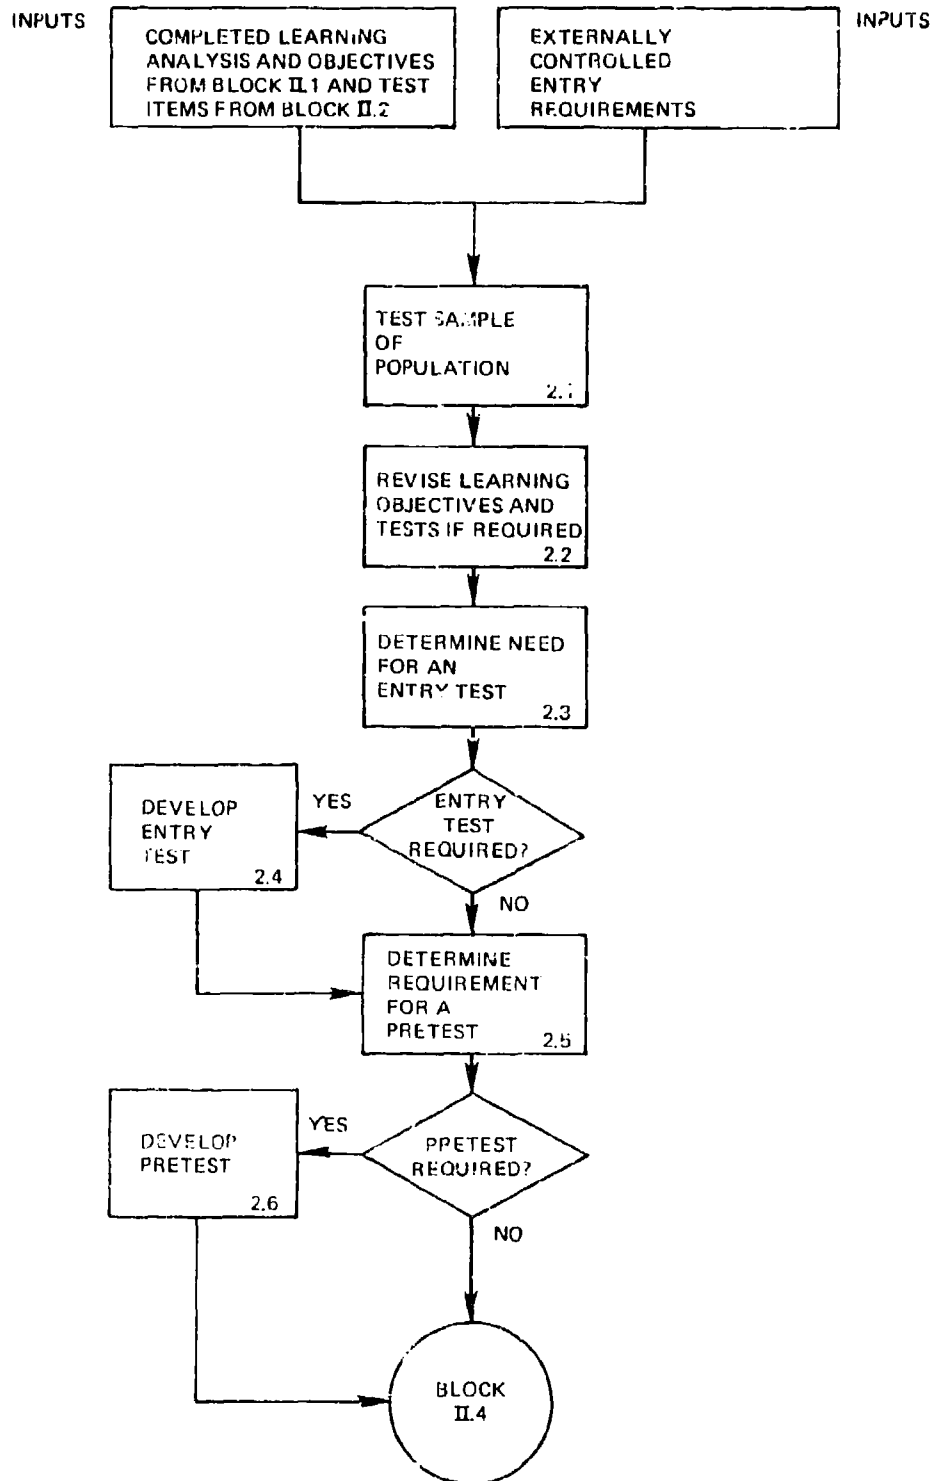 INPUTS
COMPLETED LEARNING
ANALYSIS AND OBJECTIVES
FROM BLOCK II.1 AND TEST
ITEMS FROM BLOCK II.2
EXTERNALLY
CONTROLLED
ENTRY
REQUIREMENTS
INPUTS
TEST SAMPLE
OF
POPULATION
2.1
REVISE LEARNING
OBJECTIVES AND
TESTS IF REQUIRED
2.2
DETERMINE NEED
FOR AN
ENTRY TEST
2.3
ENTRY
TEST
REQUIRED?
YES
DEVELOP
ENTRY
TEST
2.4
NO
DETERMINE
REQUIREMENT
FOR A
PRETEST
2.5
PRETEST
REQUIRED?
YES
DEVELOP
PRETEST
2.6
NO
BLOCK
II.4